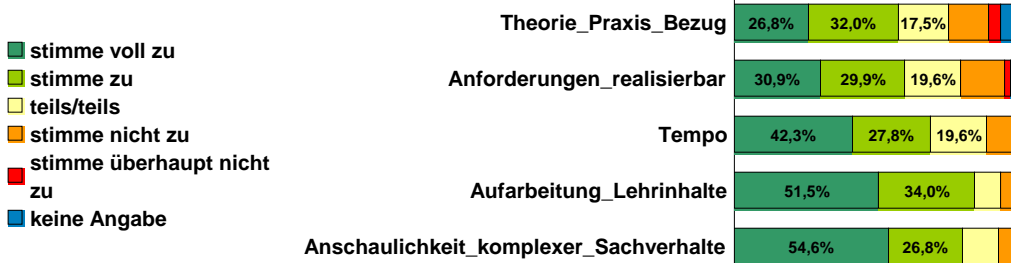 stimme voll zu
stimme zu
teils/teils
stimme nicht zu
stimme überhaupt nicht
zu
keine Angabe
Theorie_Praxis_Bezug 26,8% 32,0% 17,5%
Anforderungen_realisierbar 30,9% 29,9% 19,6%
Tempo 42,3% 27,8% 19,6%
Aufarbeitung_Lehrinhalte 51,5% 34,0%
Anschaulichkeit_komplexer_Sachverhalte 54,6% 26,8%